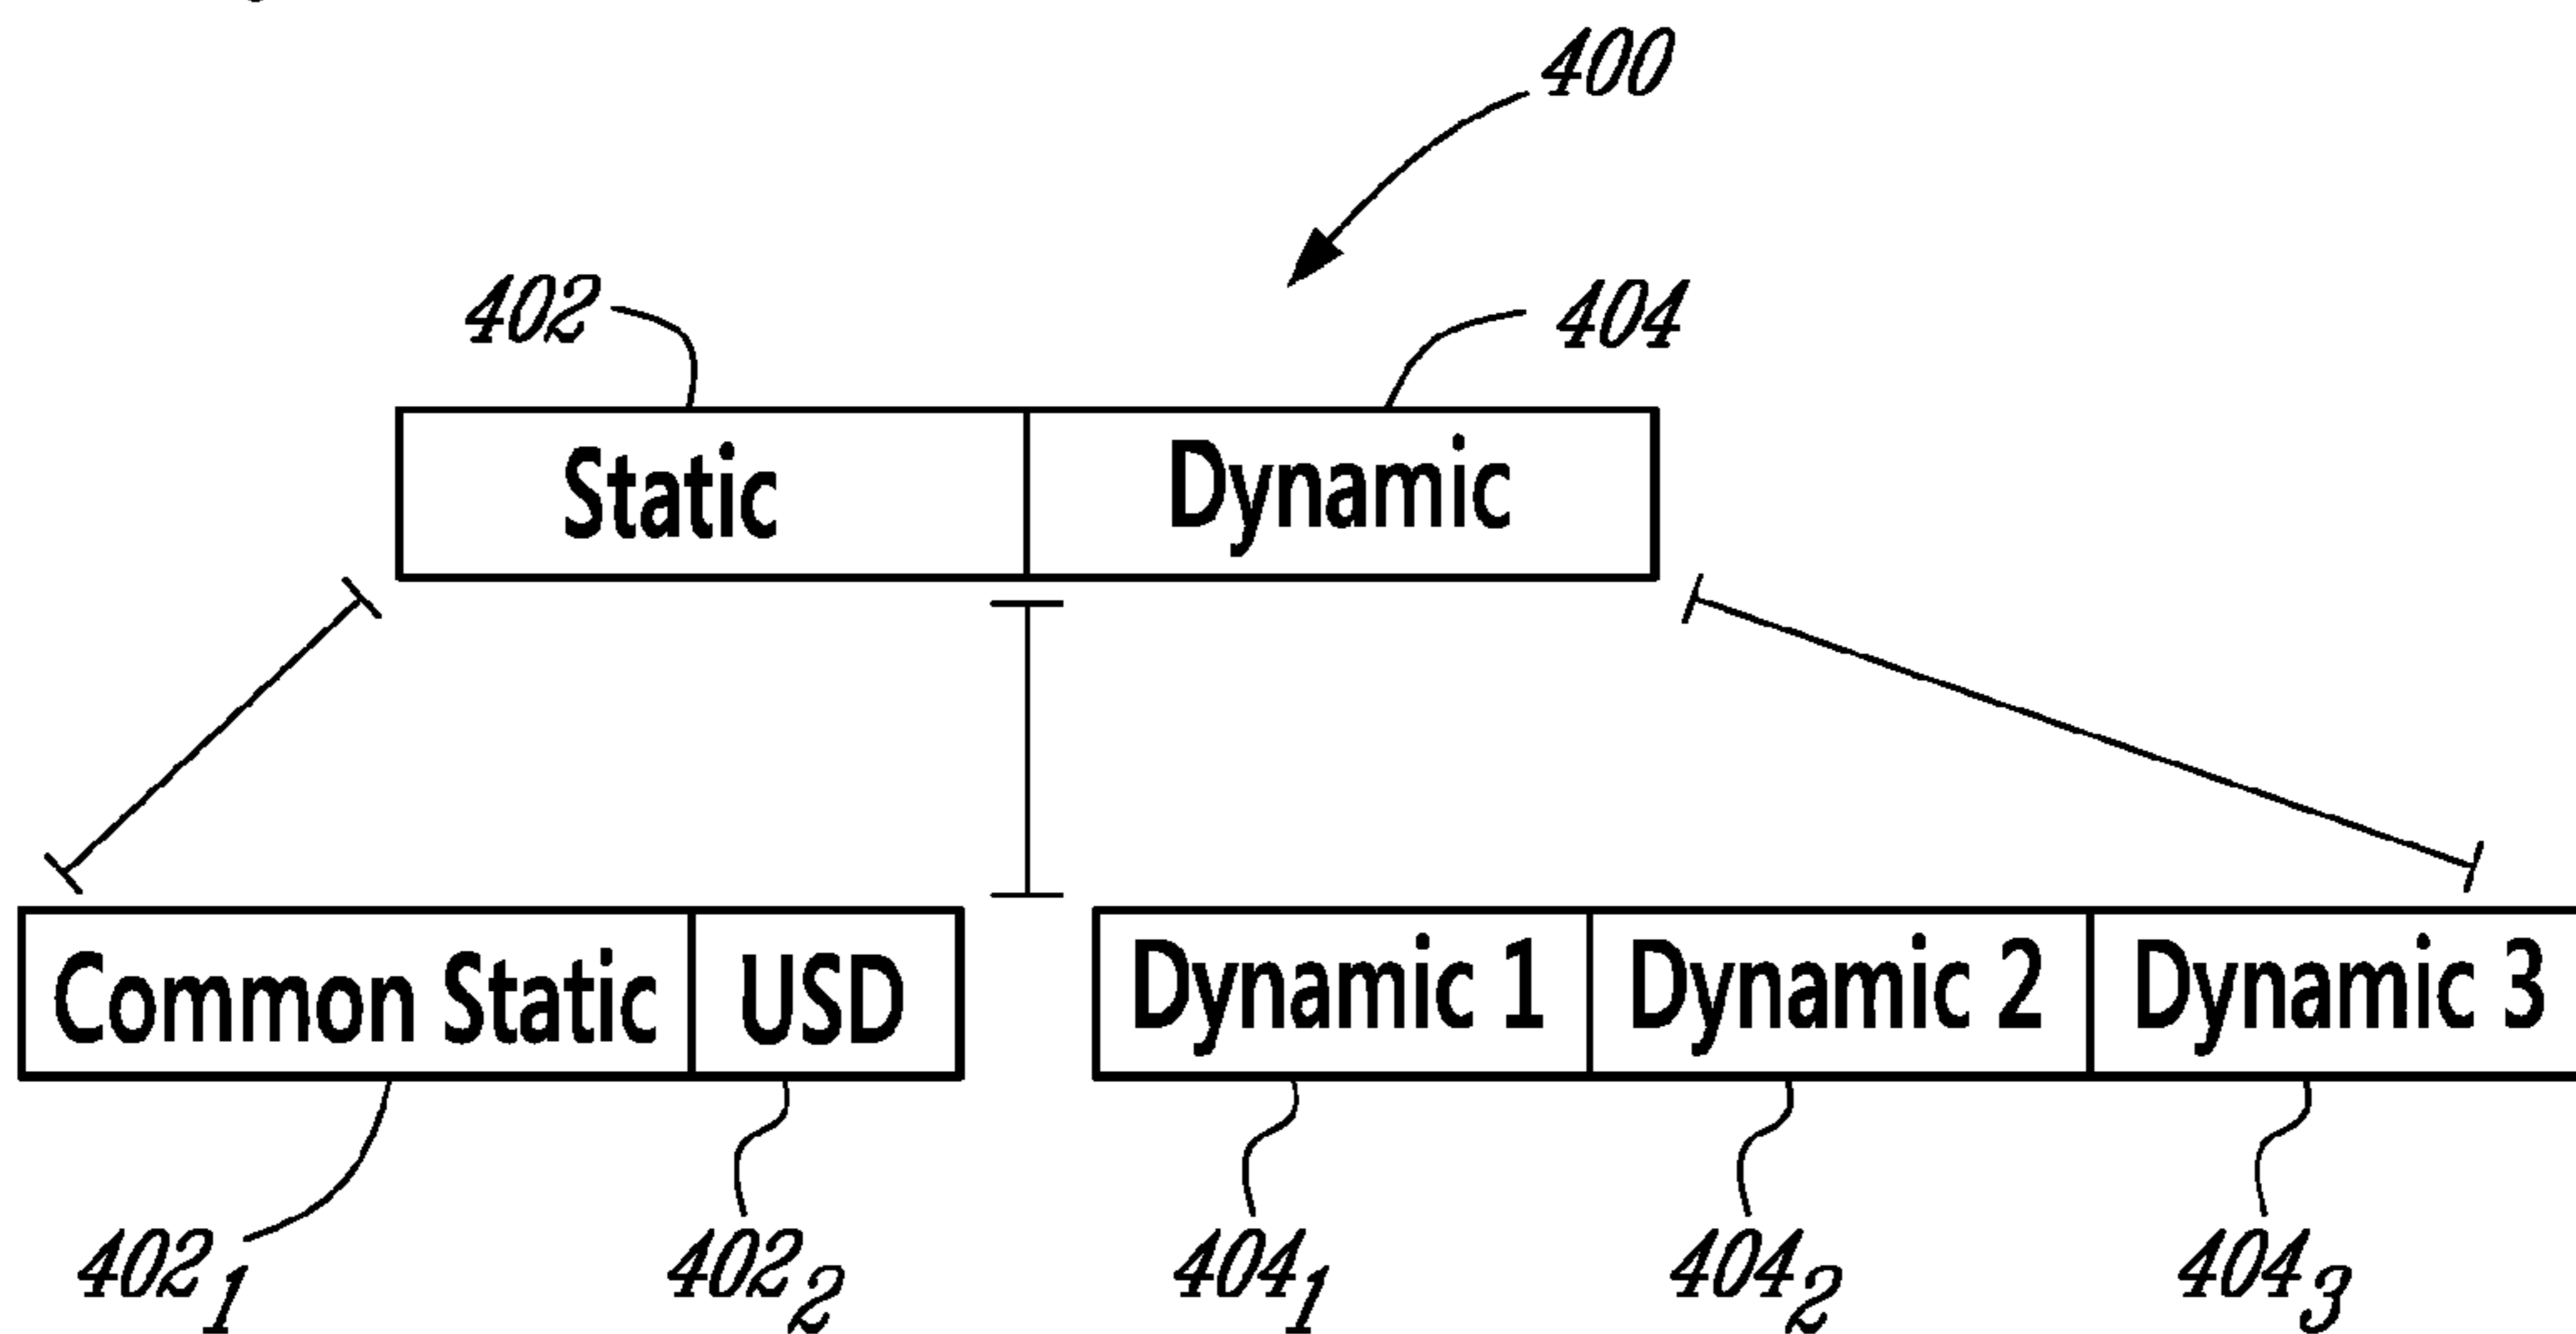 400
402 404
Static Dynamic
Common Static USD Dynamic 1 Dynamic 2 Dynamic 3
402₁ 402₂ 404₁ 404₂ 404₃